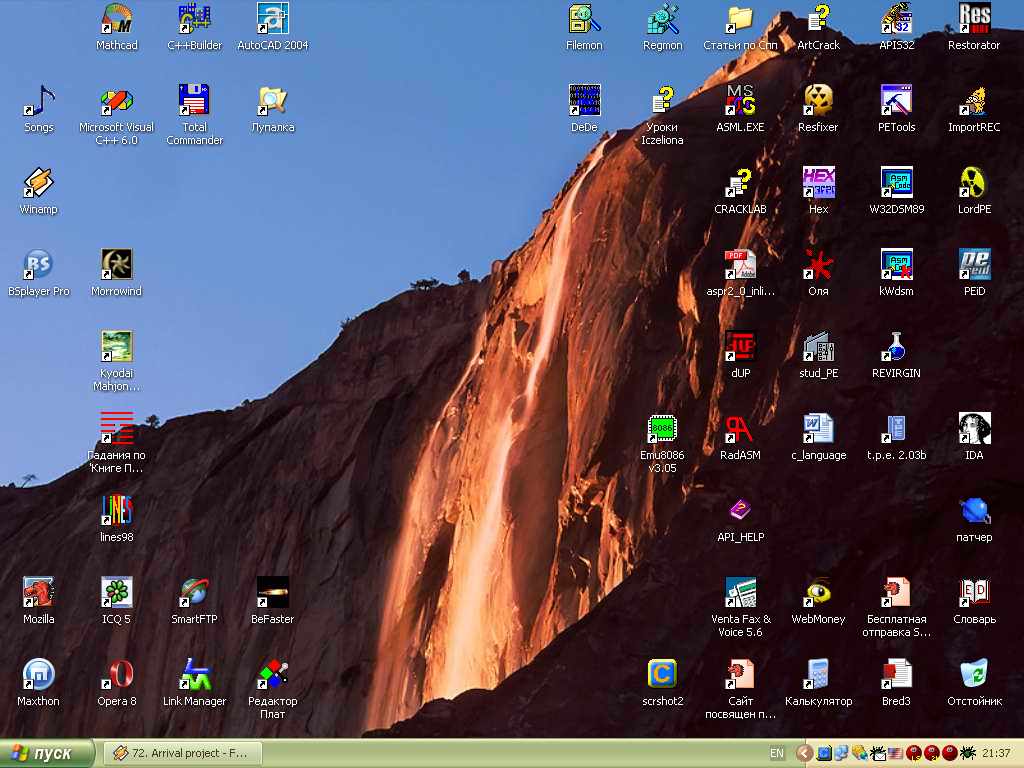 Mathcad
C++Builder
AutoCAD 2004
Filemon
Regmon
Статьи по Спп
ArtCrack
APIS32
Restorator
Songs
Microsoft Visual
C++ 6.0
Total
Commander
Лупалка
DeDe
Уроки
Iczeliona
ASML.EXE
Resfixer
PETools
ImportREC
Winamp
CRACKLAB
Hex
W32DSM89
LordPE
BSplayer Pro
Morrowind
aspr2_0_inli...
Оля
kWdsm
PEiD
Kyodai
Mahjon...
dUP
stud_PE
REVIRGIN
Гадания по
'Книге П...
Emu8086
v3.05
RadASM
c_language
t.p.e. 2.03b
IDA
lines98
API_HELP
патчер
Mozilla
ICQ 5
SmartFTP
BeFaster
Venta Fax &
Voice 5.6
WebMoney
Бесплатная
отправка S...
Словарь
Maxthon
Opera 8
Link Manager
Редактор
Плат
scrshot2
Сайт
посвящен п...
Калькулятор
Bred3
Отстойник
пуск
72. Arrival project - F...
EN
21:37